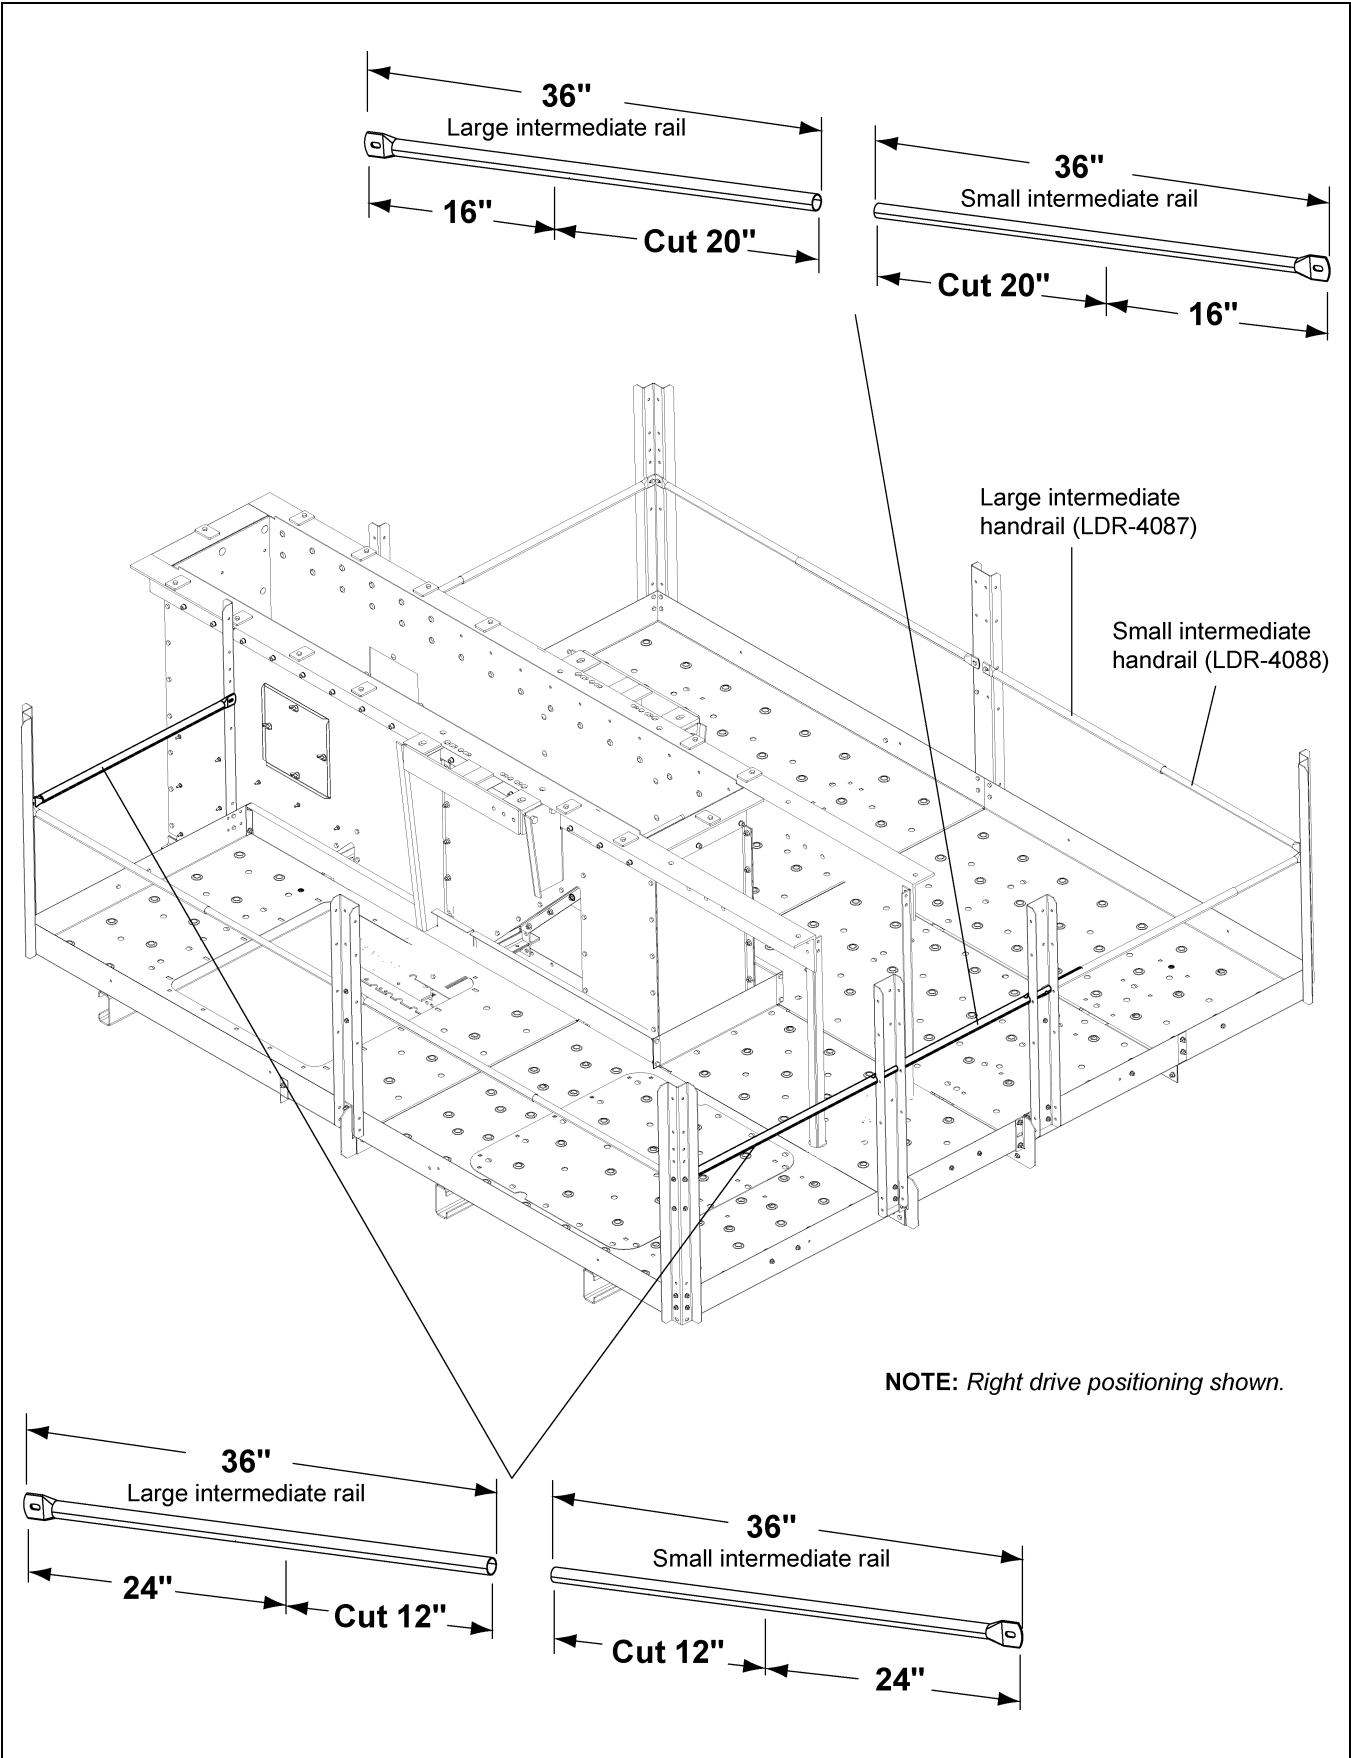 36"
Large intermediate rail
16"
Cut 20"
36"
Small intermediate rail
Cut 20"
16"
Large intermediate
handrail (LDR-4087)
Small intermediate
handrail (LDR-4088)
NOTE: Right drive positioning shown.
36"
Large intermediate rail
24"
Cut 12"
36"
Small intermediate rail
Cut 12"
24"